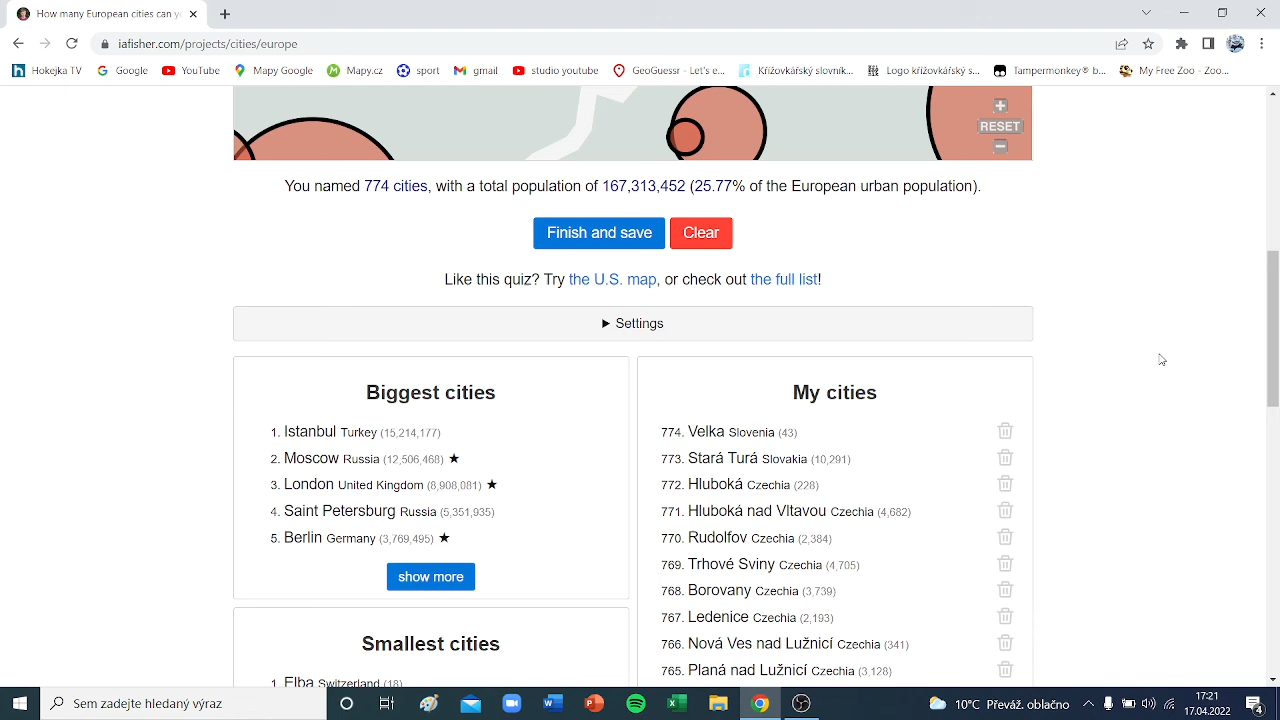 How many European cities can y
iafisher.com/projects/cities/europe
Hokejka TV Google YouTube Mapy Google Mapy.cz sport gmail studio youtube GeoGuessr - Let's e... Křížovkářský slovník... Logo křížovkářský s... Tampermonkey® b... My Free Zoo - Zoo...
RESET
You named 774 cities, with a total population of 167,313,452 (25.77% of the European urban population).
Finish and save Clear
Like this quiz? Try the U.S. map, or check out the full list!
▶ Settings
Biggest cities
1. Istanbul Turkey (15,214,177)
2. Moscow Russia (12,506,468) ★
3. London United Kingdom (8,908,081) ★
4. Saint Petersburg Russia (5,351,935)
5. Berlin Germany (3,769,495) ★
show more
Smallest cities
1. Elba Switzerland (18)
My cities
774. Velka Slovenia (43)
773. Stará Turá Slovakia (10,291)
772. Hluboká Czechia (228)
771. Hluboká nad Vltavou Czechia (4,682)
770. Rudolfov Czechia (2,384)
769. Trhové Sviny Czechia (4,705)
768. Borovany Czechia (3,739)
767. Ledenice Czechia (2,193)
766. Nová Ves nad Lužnicí Czechia (341)
765. Planá nad Lužnicí Czechia (3,128)
Sem zadejte hledaný výraz
10°C Převáž. oblačno
17:21
17.04.2022